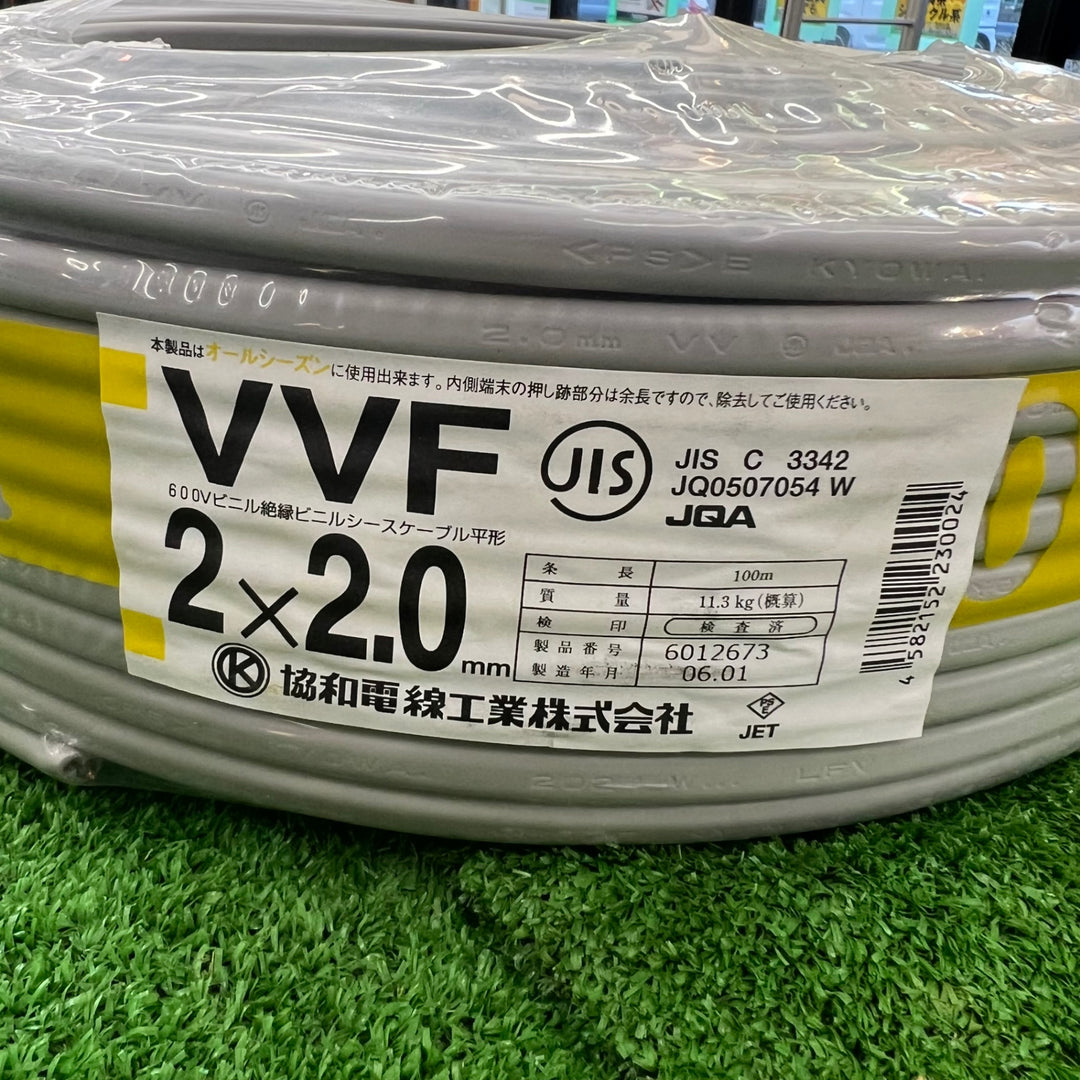 <PS>E KYOWA.
2.0mm VV JA.
本製品はオールシーズンに使用出来ます。内側端末の押し跡部分は余長ですので、除去してご使用ください。
VVF
JIS
JIS C 3342
JQ0507054 W
JQA
600Vビニル絶縁ビニルシースケーブル平形
2×2.0mm
条長 100m
質量 11.3kg(概算)
検印 検査済
製品番号 6012673
製造年月 06.01
K 協和電線工業株式会社
PSE
JET
4582152230024